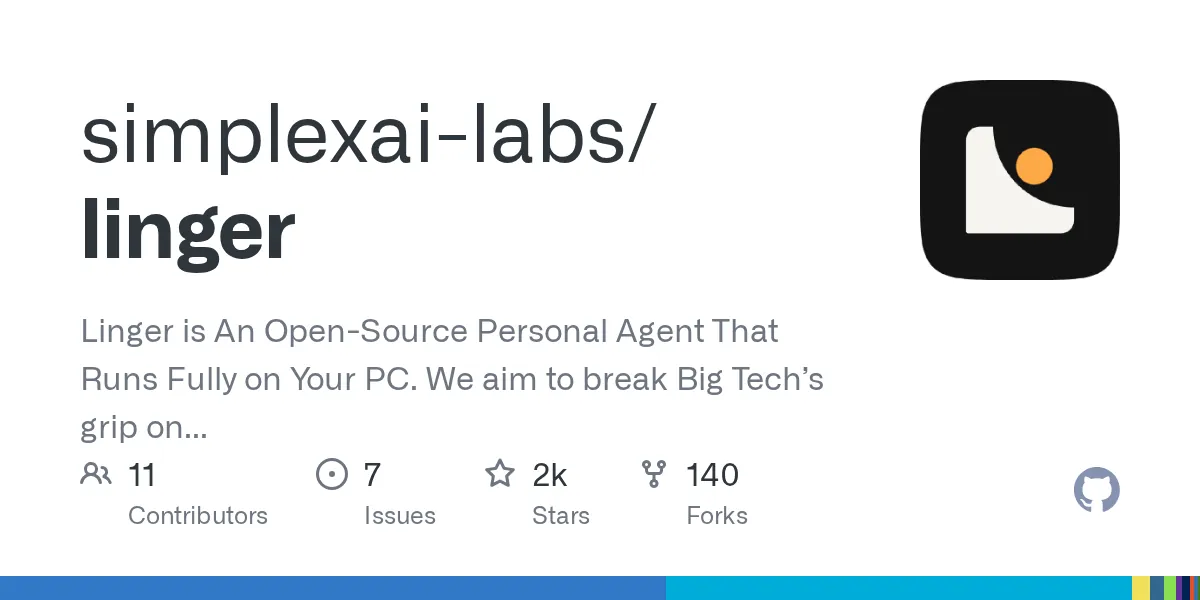 simplexai-labs/
linger
Linger is An Open-Source Personal Agent That
Runs Fully on Your PC. We aim to break Big Tech’s
grip on...
11
Contributors
7
Issues
2k
Stars
140
Forks